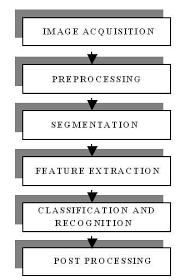 IMAGE ACQUISITION
PREPROCESSING
SEGMENTATION
FEATURE EXTRACTION
CLASSIFICATION AND
RECOGNITION
POST PROCESSING